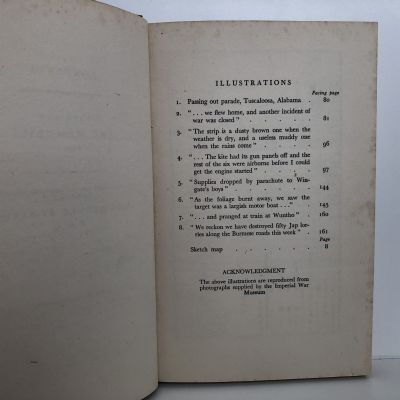 ILLUSTRATIONS
Facing page
1. Passing out parade, Tuscaloosa, Alabama . 80
2. " . . . we flew home, and another incident of
war was closed" . . . . . 81
3. "The strip is a dusty brown one when the
weather is dry, and a useless muddy one
when the rains come" . . . . 96
4. " . . . The kite had its gun panels off and the
rest of the six were airborne before I could
get the engine started" . . . . 97
5. "Supplies dropped by parachute to Win-
gate's boys" . . . . . 144
6. "As the foliage burnt away, we saw the
target was a largish motor boat . . ." . 145
7. " . . . and pranged at train at Wuntho" . 160
8. "We reckon we have destroyed fifty Jap lor-
ries along the Burmese roads this week" . 161
Page
Sketch map . . . . . 8
ACKNOWLEDGMENT
The above illustrations are reproduced from
photographs supplied by the Imperial War
Museum